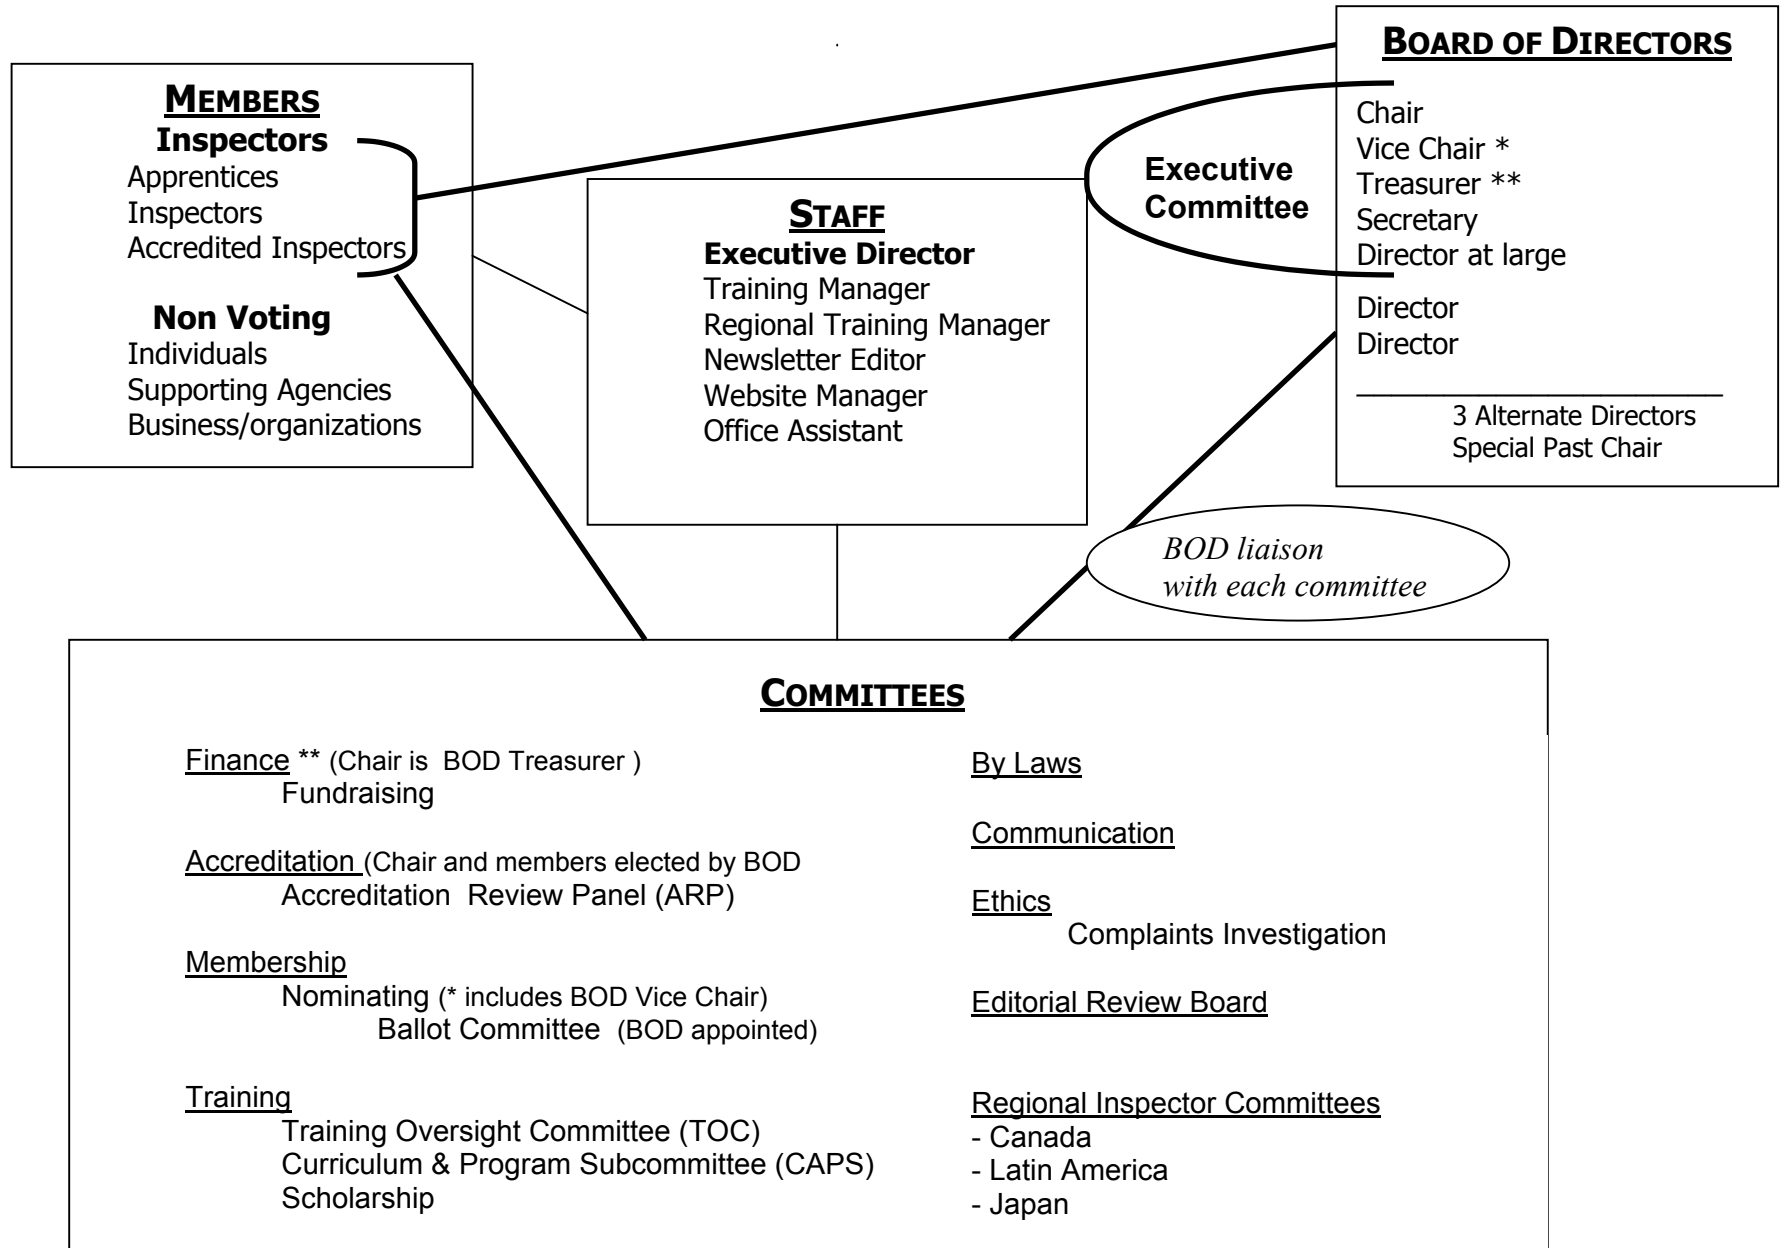 MEMBERS
Inspectors
Apprentices
Inspectors
Accredited Inspectors
Non Voting
Individuals
Supporting Agencies
Business/organizations
STAFF
Executive Director
Training Manager
Regional Training Manager
Newsletter Editor
Website Manager
Office Assistant
Executive
Committee
BOARD OF DIRECTORS
Chair
Vice Chair *
Treasurer **
Secretary
Director at large
Director
Director
3 Alternate Directors
Special Past Chair
BOD liaison
with each committee
COMMITTEES
Finance ** (Chair is BOD Treasurer )
Fundraising
Accreditation (Chair and members elected by BOD
Accreditation Review Panel (ARP)
Membership
Nominating (* includes BOD Vice Chair)
Ballot Committee (BOD appointed)
Training
Training Oversight Committee (TOC)
Curriculum & Program Subcommittee (CAPS)
Scholarship
By Laws
Communication
Ethics
Complaints Investigation
Editorial Review Board
Regional Inspector Committees
- Canada
- Latin America
- Japan